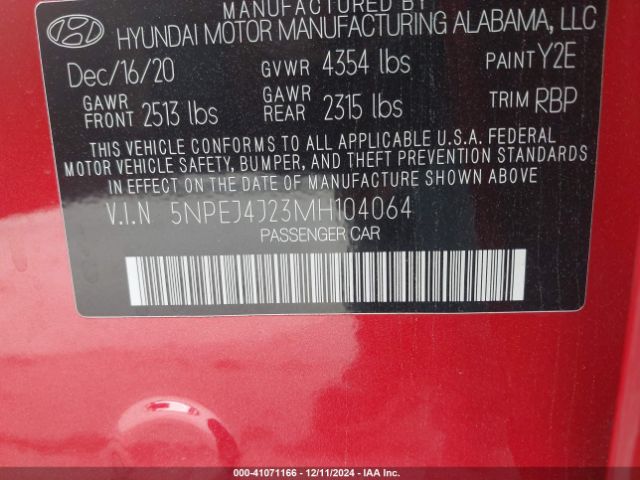 MANUFACTURED BY
HYUNDAI MOTOR MANUFACTURING ALABAMA, LLC
Dec/16/20 GVWR 4354 lbs PAINT Y2E
GAWR FRONT 2513 lbs GAWR REAR 2315 lbs TRIM RBP
THIS VEHICLE CONFORMS TO ALL APPLICABLE U.S.A. FEDERAL
MOTOR VEHICLE SAFETY, BUMPER, AND THEFT PREVENTION STANDARDS
IN EFFECT ON THE DATE OF MANUFACTURE SHOWN ABOVE
V.I.N 5NPEJ4J23MH104064
PASSENGER CAR
000-41071166 - 12/11/2024 - IAA Inc.